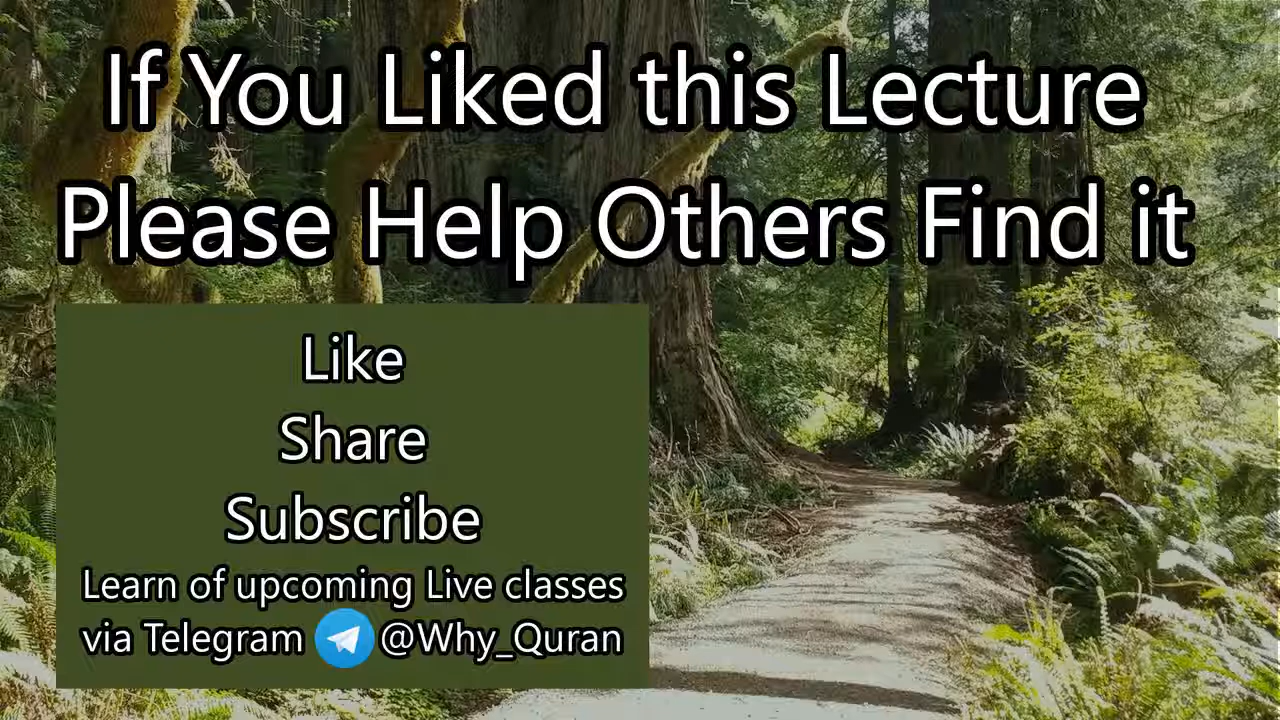 If You Liked this Lecture
Please Help Others Find it
Like
Share
Subscribe
Learn of upcoming Live classes
via Telegram @Why_Quran